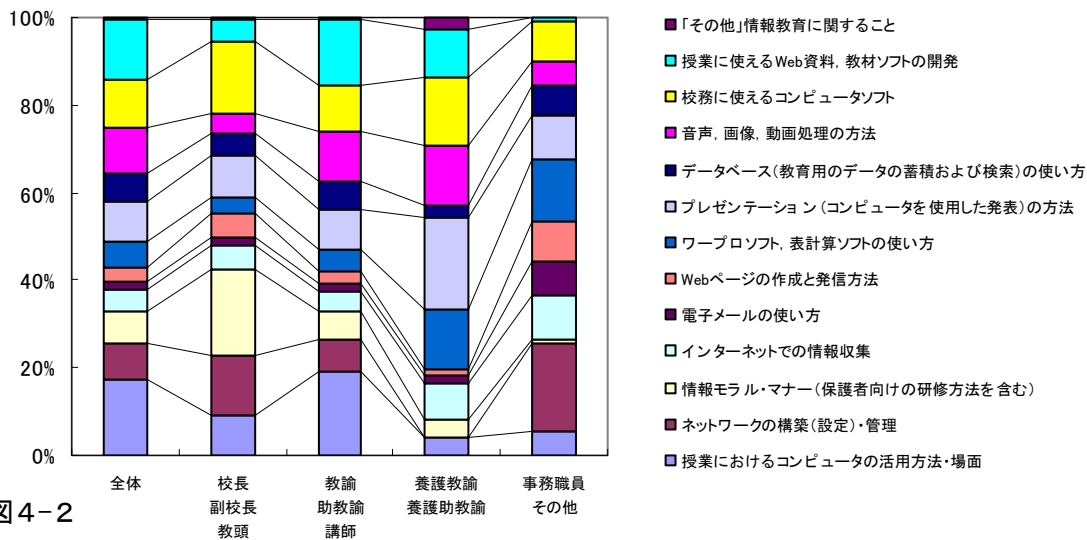 100%
80%
60%
40%
20%
0%
全体
校長
副校長
教頭
教諭
助教諭
講師
養護教諭
養護助教諭
事務職員
その他
図4-2
「その他」情報教育に関すること
授業に使えるWeb資料, 教材ソフトの開発
校務に使えるコンピュータソフト
音声, 画像, 動画処理の方法
データベース(教育用のデータの蓄積および検索)の使い方
プレゼンテーション(コンピュータを使用した発表)の方法
ワープロソフト, 表計算ソフトの使い方
Webページの作成と発信方法
電子メールの使い方
インターネットでの情報収集
情報モラル・マナー(保護者向けの研修方法を含む)
ネットワークの構築(設定)・管理
授業におけるコンピュータの活用方法・場面